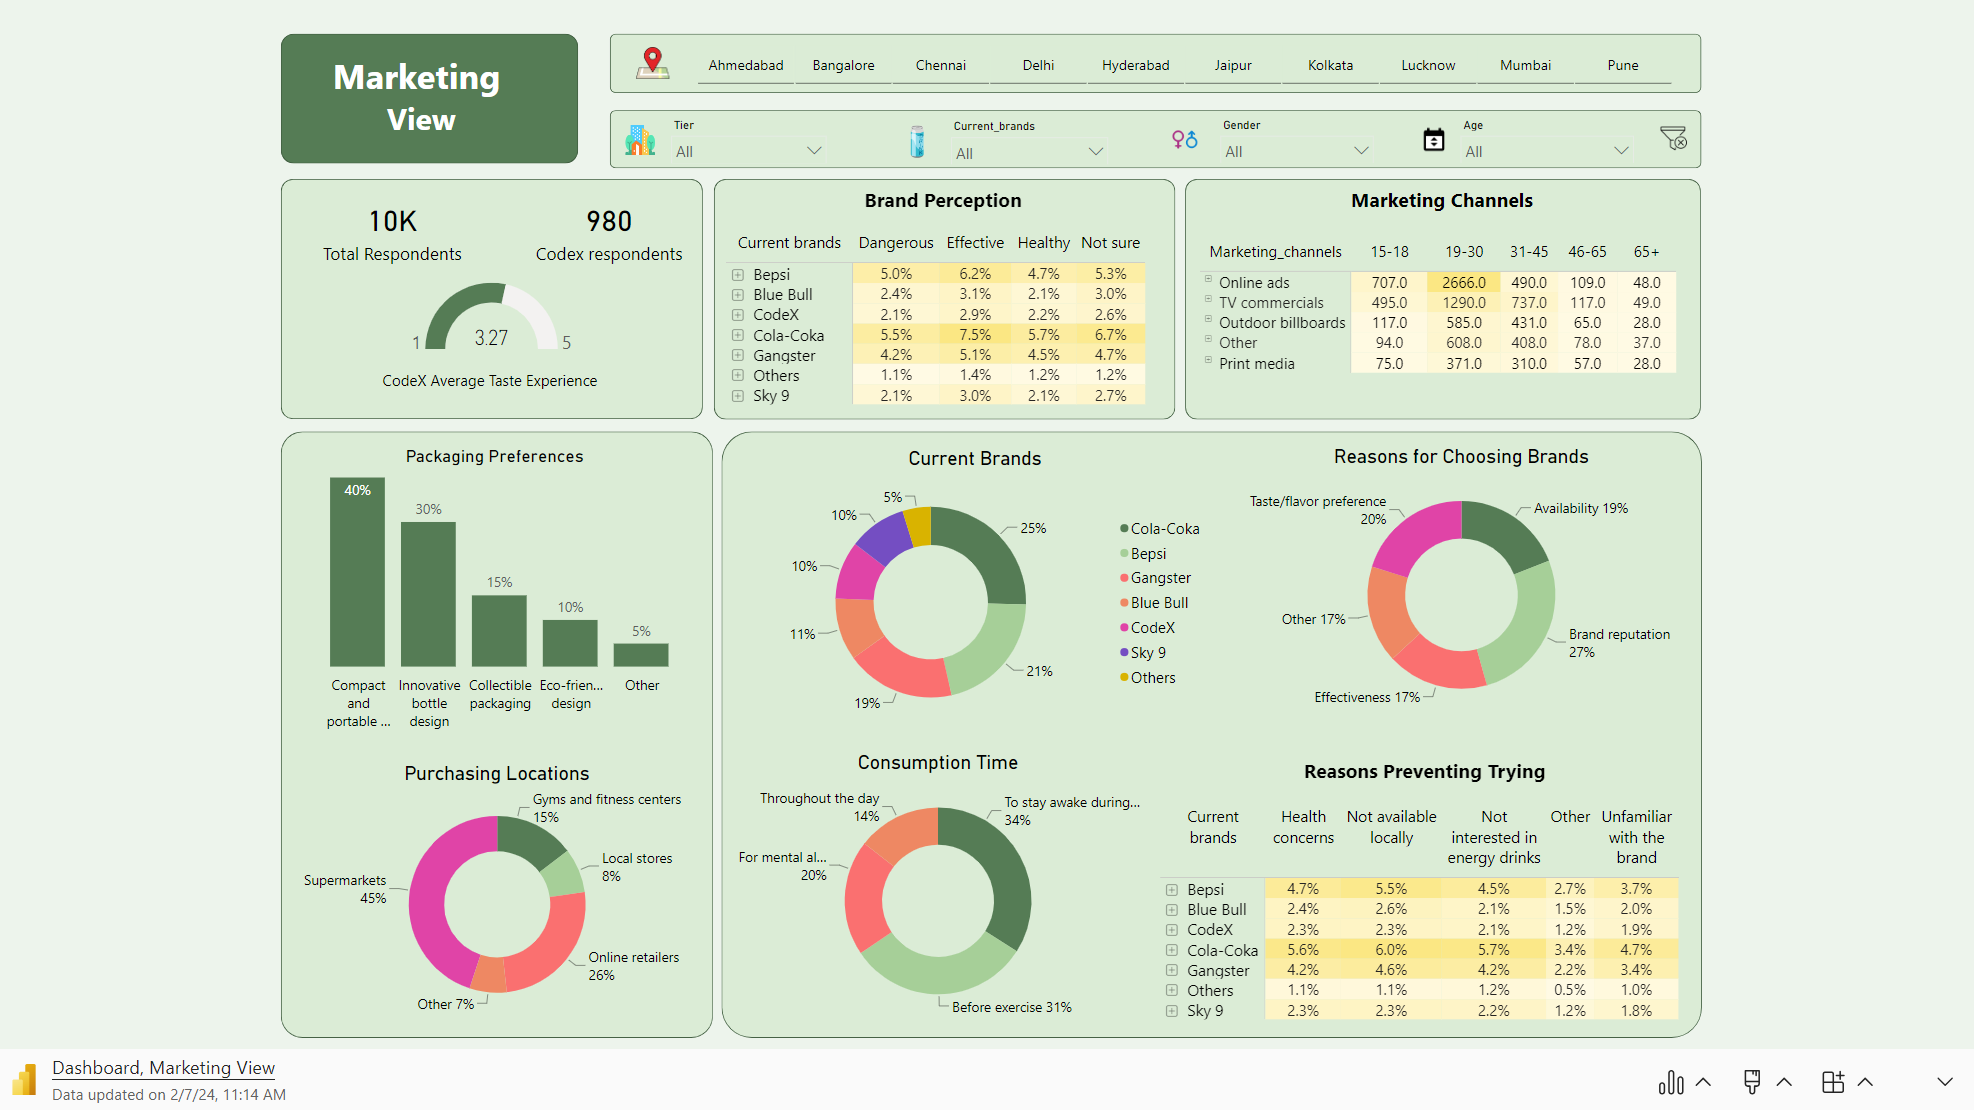 Marketing
View
Ahmedabad Bangalore Chennai Delhi Hyderabad Jaipur Kolkata Lucknow Mumbai Pune
Tier Current_brands Gender Age
All All All All
10K 980
Total Respondents Codex respondents
3.27
1 5
CodeX Average Taste Experience
Brand Perception
Current brands Dangerous Effective Healthy Not sure
Bepsi 5.0% 6.2% 4.7% 5.3%
Blue Bull 2.4% 3.1% 2.1% 3.0%
CodeX 2.1% 2.9% 2.2% 2.6%
Cola-Coka 5.5% 7.5% 5.7% 6.7%
Gangster 4.2% 5.1% 4.5% 4.7%
Others 1.1% 1.4% 1.2% 1.2%
Sky 9 2.1% 3.0% 2.1% 2.7%
Marketing Channels
Marketing_channels 15-18 19-30 31-45 46-65 65+
Online ads 707.0 2666.0 490.0 109.0 48.0
TV commercials 495.0 1290.0 737.0 117.0 49.0
Outdoor billboards 117.0 585.0 431.0 65.0 28.0
Other 94.0 608.0 408.0 78.0 37.0
Print media 75.0 371.0 310.0 57.0 28.0
Packaging Preferences
40%
30%
15%
10%
5%
Compact Innovative Collectible Eco-frien... Other
and bottle packaging design
portable ... design
Purchasing Locations
Gyms and fitness centers
15%
Local stores
8%
Supermarkets
45%
Online retailers
26%
Other 7%
Current Brands
5%
10%
25%
10%
11%
21%
19%
Cola-Coka
Bepsi
Gangster
Blue Bull
CodeX
Sky 9
Others
Reasons for Choosing Brands
Taste/flavor preference
20%
Availability 19%
Other 17%
Brand reputation
27%
Effectiveness 17%
Consumption Time
Throughout the day
14%
To stay awake during...
34%
For mental al...
20%
Before exercise 31%
Reasons Preventing Trying
Current Health Not available Not Other Unfamiliar
brands concerns locally interested in with the
energy drinks brand
Bepsi 4.7% 5.5% 4.5% 2.7% 3.7%
Blue Bull 2.4% 2.6% 2.1% 1.5% 2.0%
CodeX 2.3% 2.3% 2.1% 1.2% 1.9%
Cola-Coka 5.6% 6.0% 5.7% 3.4% 4.7%
Gangster 4.2% 4.6% 4.2% 2.2% 3.4%
Others 1.1% 1.1% 1.2% 0.5% 1.0%
Sky 9 2.3% 2.3% 2.2% 1.2% 1.8%
Dashboard, Marketing View
Data updated on 2/7/24, 11:14 AM